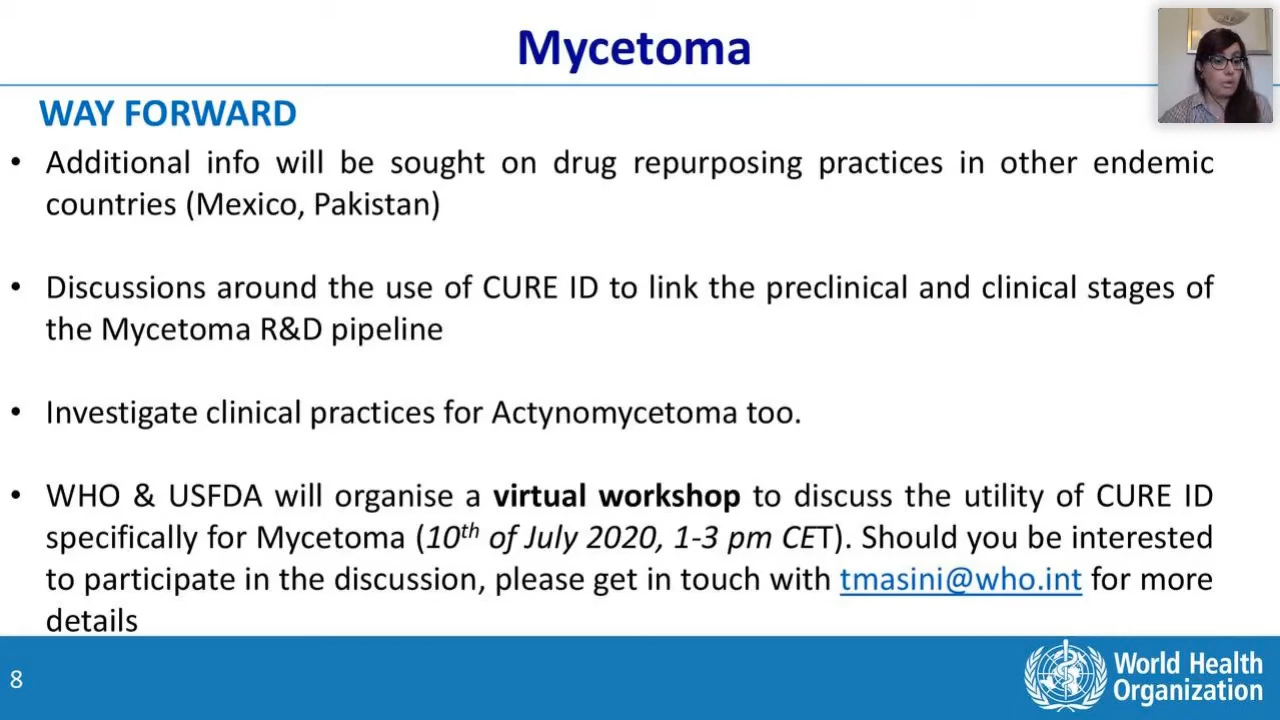 Mycetoma
WAY FORWARD
• Additional info will be sought on drug repurposing practices in other endemic
countries (Mexico, Pakistan)
• Discussions around the use of CURE ID to link the preclinical and clinical stages of
the Mycetoma R&D pipeline
• Investigate clinical practices for Actynomycetoma too.
• WHO & USFDA will organise a virtual workshop to discuss the utility of CURE ID
specifically for Mycetoma (10th of July 2020, 1-3 pm CET). Should you be interested
to participate in the discussion, please get in touch with tmasini@who.int for more
details
8
World Health
Organization